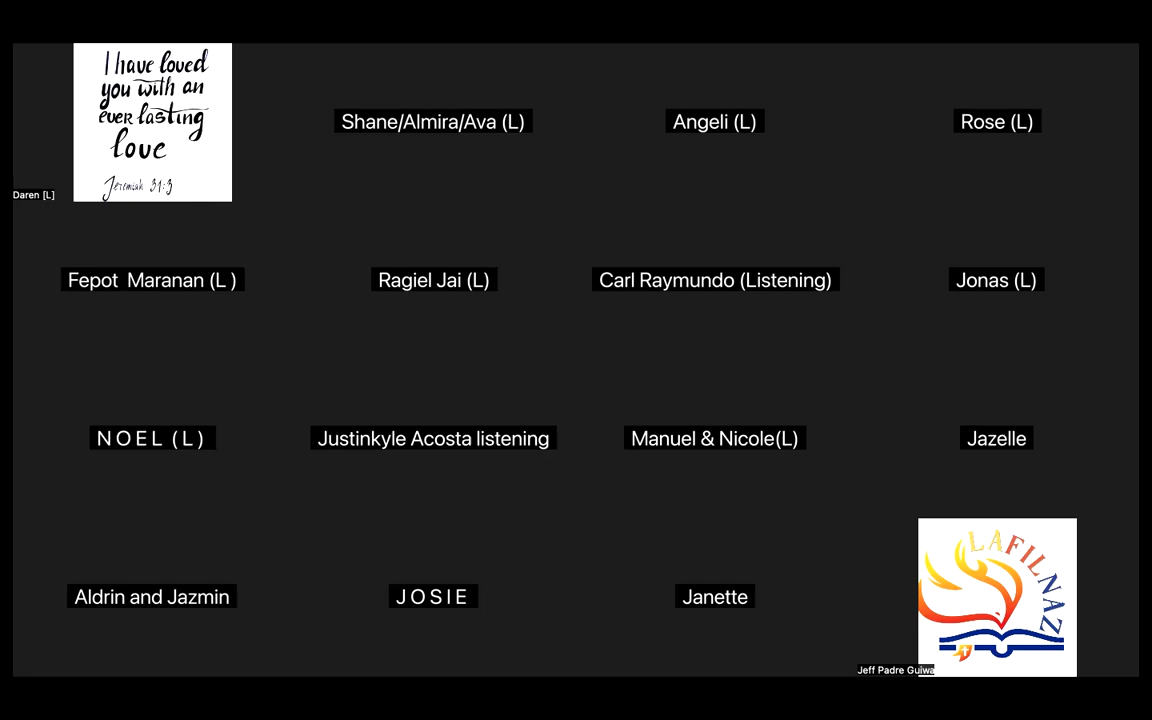 I have loved
you with an
ever lasting
love
Jeremiah 31:3
Daren [L]
Shane/Almira/Ava (L)
Angeli (L)
Rose (L)
Fepot  Maranan (L )
Ragiel Jai (L)
Carl Raymundo (Listening)
Jonas (L)
N O E L  ( L )
Justinkyle Acosta listening
Manuel & Nicole(L)
Jazelle
Aldrin and Jazmin
J O S I E
Janette
LAFILNAZ
Jeff Padre Guiwa